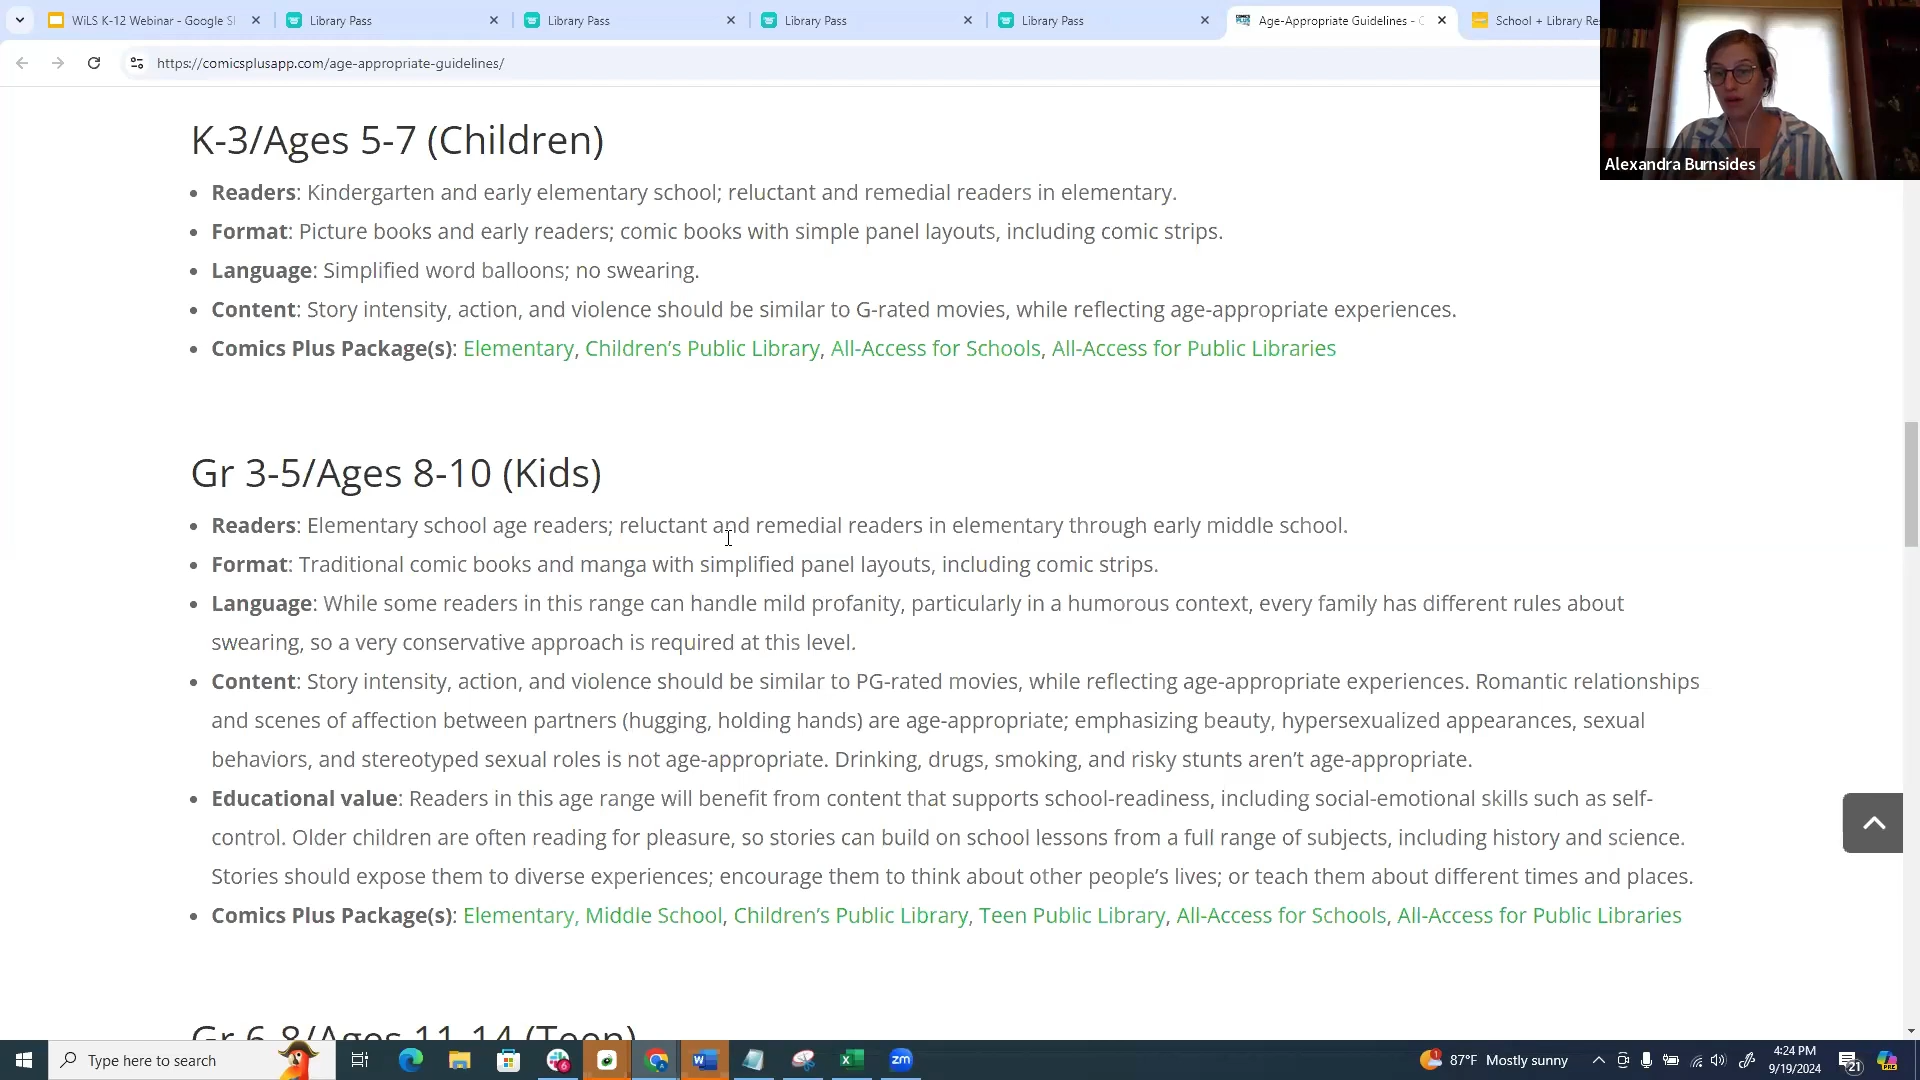 WiLS K-12 Webinar - Google Sl
Library Pass
Library Pass
Library Pass
Library Pass
Age-Appropriate Guidelines - C
School + Library Re
https://comicsplusapp.com/age-appropriate-guidelines/
Alexandra Burnsides
K-3/Ages 5-7 (Children)
Readers: Kindergarten and early elementary school; reluctant and remedial readers in elementary.
Format: Picture books and early readers; comic books with simple panel layouts, including comic strips.
Language: Simplified word balloons; no swearing.
Content: Story intensity, action, and violence should be similar to G-rated movies, while reflecting age-appropriate experiences.
Comics Plus Package(s): Elementary, Children's Public Library, All-Access for Schools, All-Access for Public Libraries
Gr 3-5/Ages 8-10 (Kids)
Readers: Elementary school age readers; reluctant and remedial readers in elementary through early middle school.
Format: Traditional comic books and manga with simplified panel layouts, including comic strips.
Language: While some readers in this range can handle mild profanity, particularly in a humorous context, every family has different rules about
swearing, so a very conservative approach is required at this level.
Content: Story intensity, action, and violence should be similar to PG-rated movies, while reflecting age-appropriate experiences. Romantic relationships
and scenes of affection between partners (hugging, holding hands) are age-appropriate; emphasizing beauty, hypersexualized appearances, sexual
behaviors, and stereotyped sexual roles is not age-appropriate. Drinking, drugs, smoking, and risky stunts aren't age-appropriate.
Educational value: Readers in this age range will benefit from content that supports school-readiness, including social-emotional skills such as self-
control. Older children are often reading for pleasure, so stories can build on school lessons from a full range of subjects, including history and science.
Stories should expose them to diverse experiences; encourage them to think about other people's lives; or teach them about different times and places.
Comics Plus Package(s): Elementary, Middle School, Children's Public Library, Teen Public Library, All-Access for Schools, All-Access for Public Libraries
Gr 6-8/Ages 11-14 (Teen)
Type here to search
zm
87°F Mostly sunny
4:24 PM
9/19/2024
21